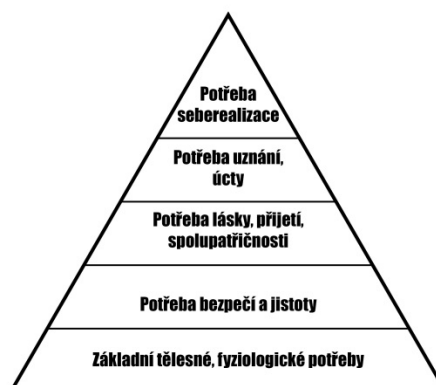 Potřeba
seberealizace
Potřeba uznání,
úcty
Potřeba lásky, přijetí,
spolupatřičnosti
Potřeba bezpečí a jistoty
Základní tělesné, fyziologické potřeby